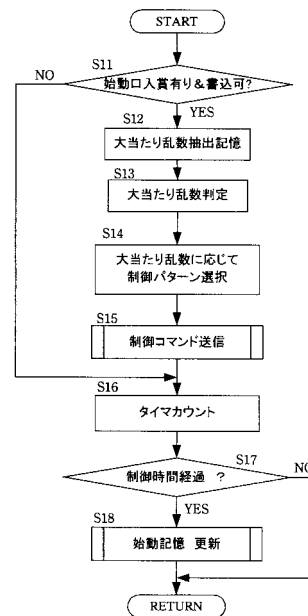 START
S11
NO
始動口入賞有り＆書込可?
YES
S12
大当たり乱数抽出記憶
S13
大当たり乱数判定
S14
大当たり乱数に応じて
制御パターン選択
S15
制御コマンド送信
S16
タイマカウント
S17
NO
制御時間経過 ?
YES
S18
始動記憶 更新
RETURN